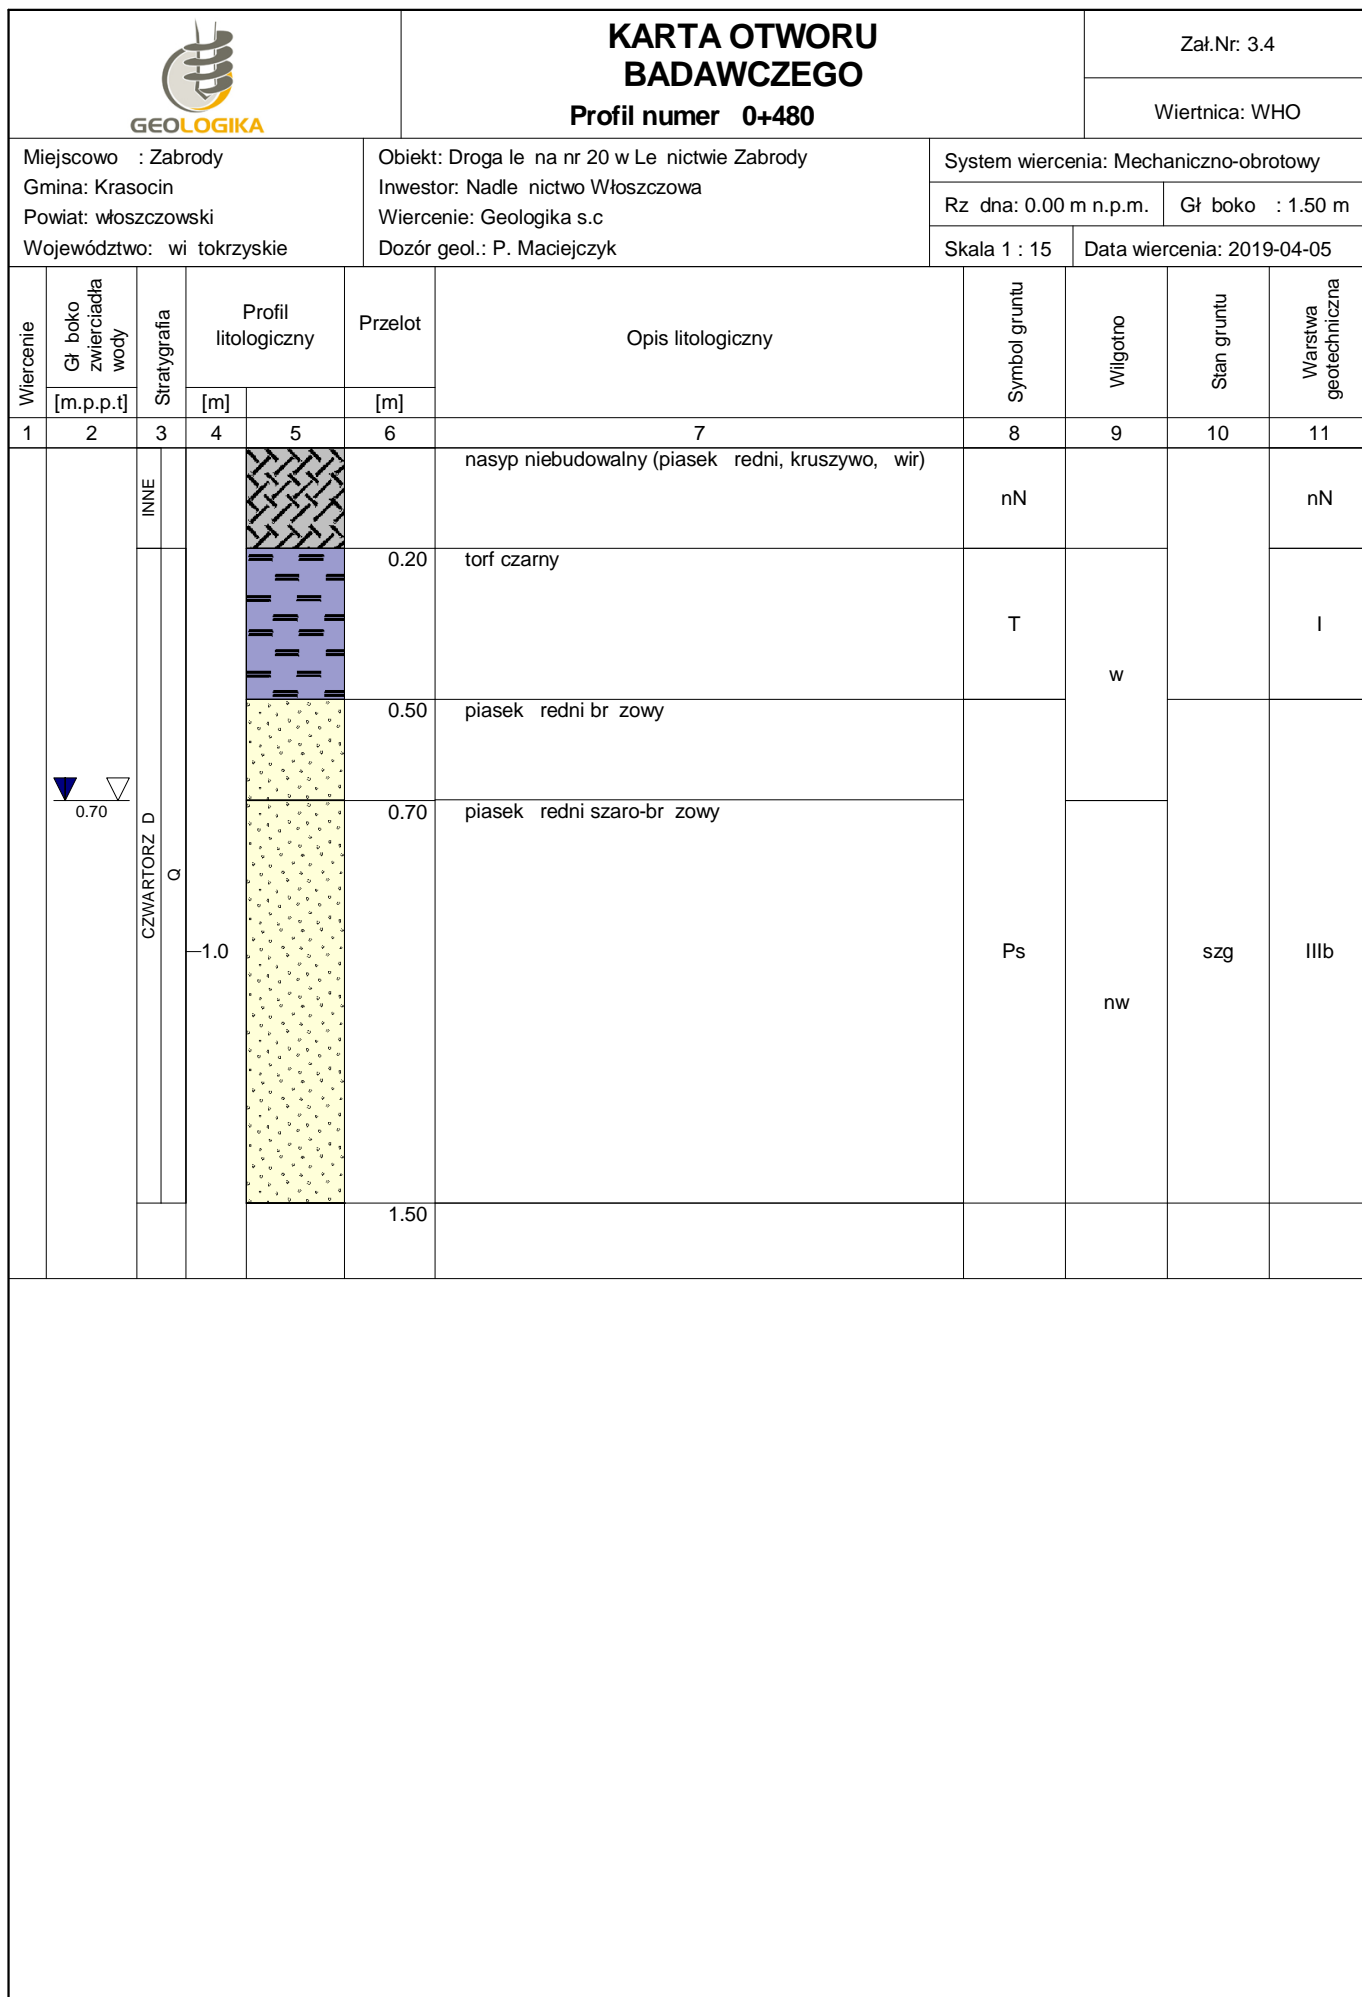 GEOLOGIKA
KARTA OTWORU
BADAWCZEGO
Profil numer 0+480
Zał.Nr: 3.4
Wiertnica: WHO
Miejscowo : Zabrody
Gmina: Krasocin
Powiat: włoszczowski
Województwo: wi tokrzyskie
Obiekt: Droga le na nr 20 w Le nictwie Zabrody
Inwestor: Nadle nictwo Włoszczowa
Wiercenie: Geologika s.c
Dozór geol.: P. Maciejczyk
System wiercenia: Mechaniczno-obrotowy
Rz dna: 0.00 m n.p.m.
Gł boko : 1.50 m
Skala 1 : 15
Data wiercenia: 2019-04-05
Wiercenie
Gł boko
zwierciadła
wody
[m.p.p.t]
Stratygrafia
Profil
litologiczny
[m]
Przelot
[m]
Opis litologiczny
Symbol gruntu
Wilgotno
Stan gruntu
Warstwa
geotechniczna
1 2 3 4 5 6 7 8 9 10 11
INNE
nasyp niebudowalny (piasek redni, kruszywo, wir)
nN
nN
0.20
torf czarny
T
I
w
0.50
piasek redni br zowy
0.70
0.70
piasek redni szaro-br zowy
CZWARTORZ D
Q
1.0
Ps
szg
IIIb
nw
1.50